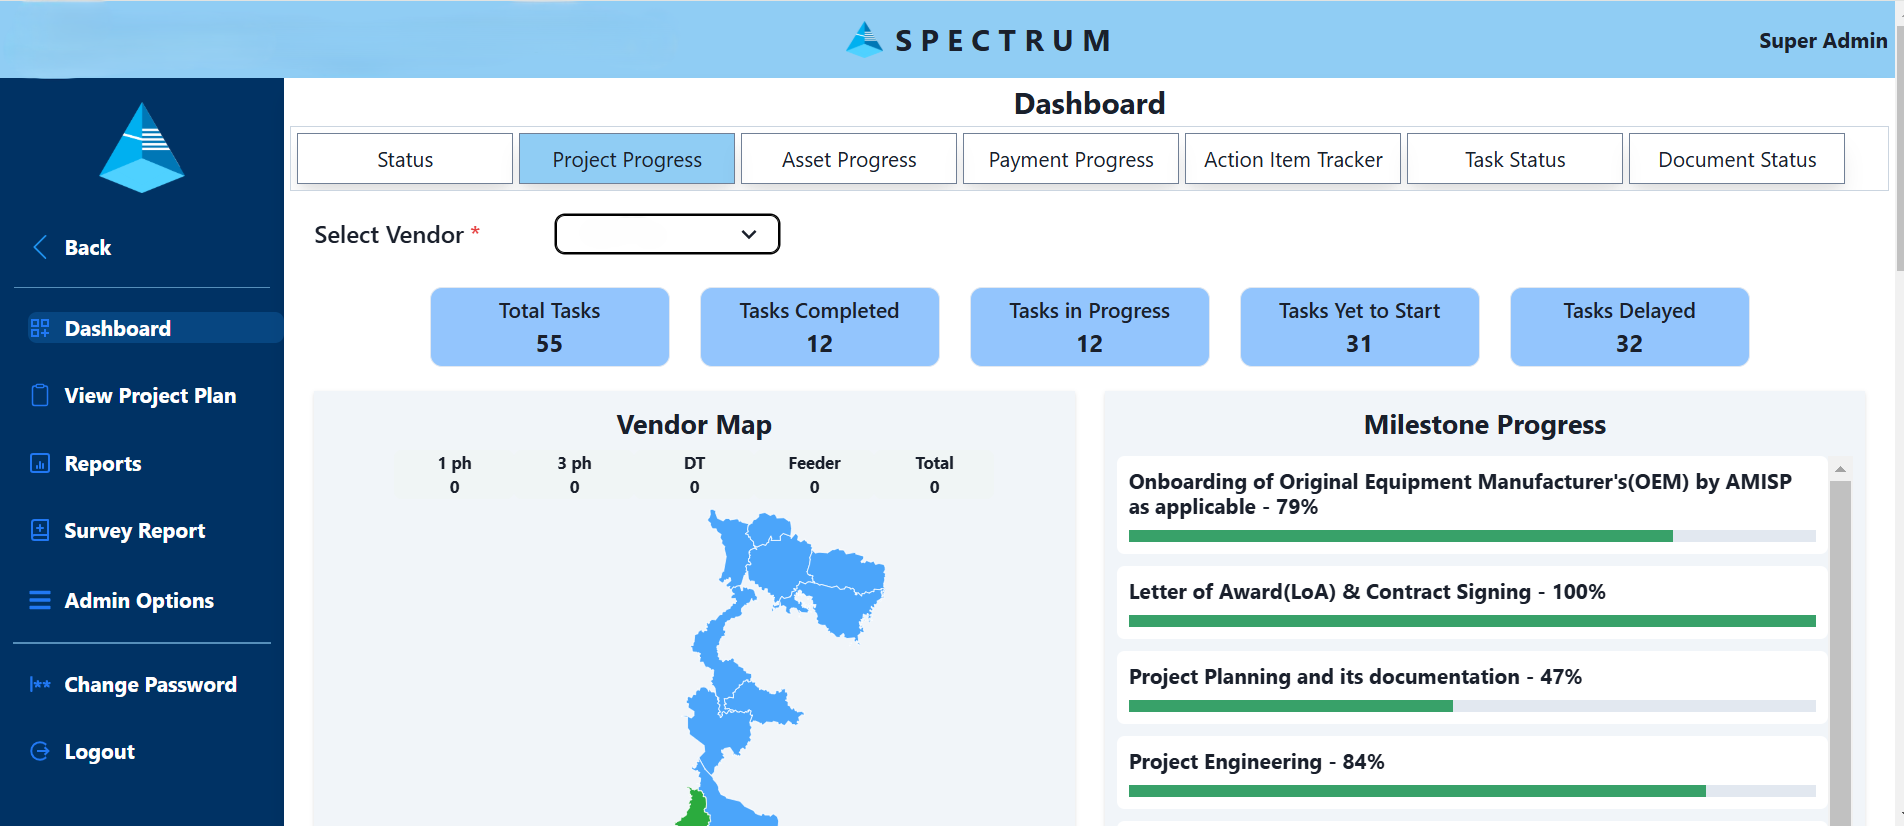 SPECTRUM
Super Admin
Back
Dashboard
View Project Plan
Reports
Survey Report
Admin Options
Change Password
Logout
Dashboard
Status
Project Progress
Asset Progress
Payment Progress
Action Item Tracker
Task Status
Document Status
Select Vendor *
Total Tasks
55
Tasks Completed
12
Tasks in Progress
12
Tasks Yet to Start
31
Tasks Delayed
32
Vendor Map
1 ph
0
3 ph
0
DT
0
Feeder
0
Total
0
Milestone Progress
Onboarding of Original Equipment Manufacturer's(OEM) by AMISP
as applicable - 79%
Letter of Award(LoA) & Contract Signing - 100%
Project Planning and its documentation - 47%
Project Engineering - 84%